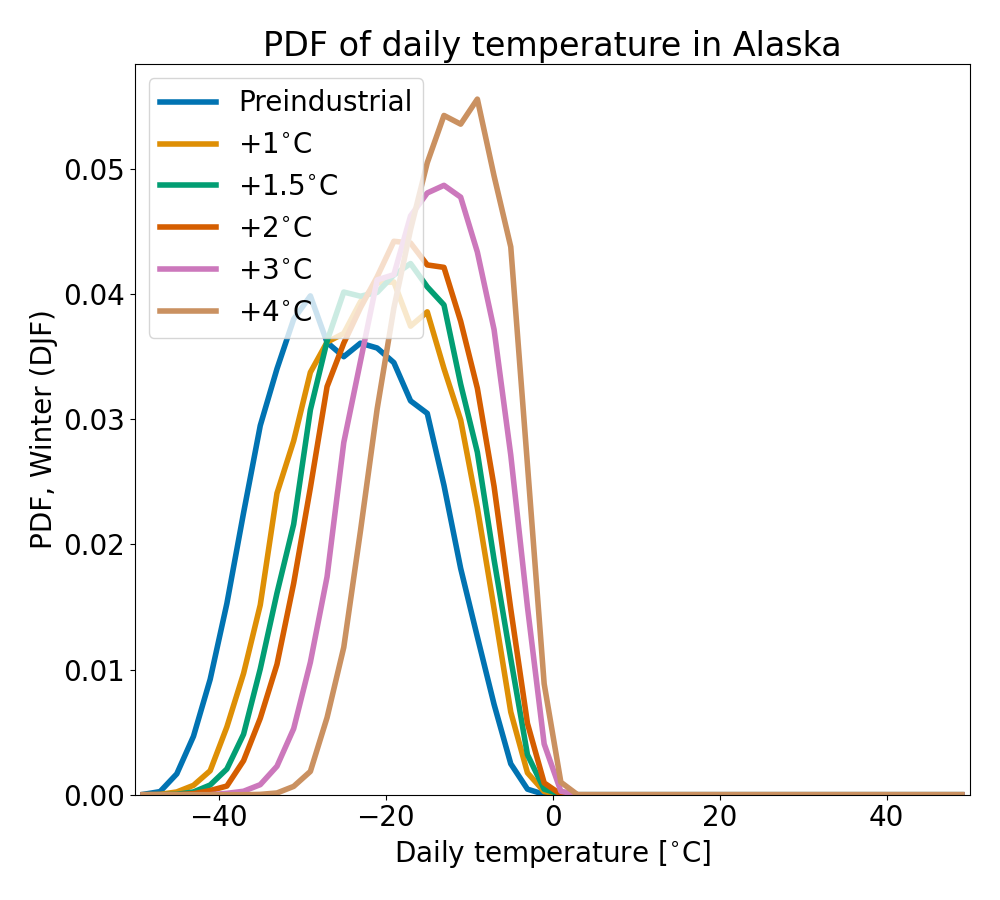 PDF of daily temperature in Alaska
Preindustrial
+1°C
+1.5°C
+2°C
+3°C
+4°C
PDF, Winter (DJF)
0.05
0.04
0.03
0.02
0.01
0.00
−40 −20 0 20 40
Daily temperature [°C]